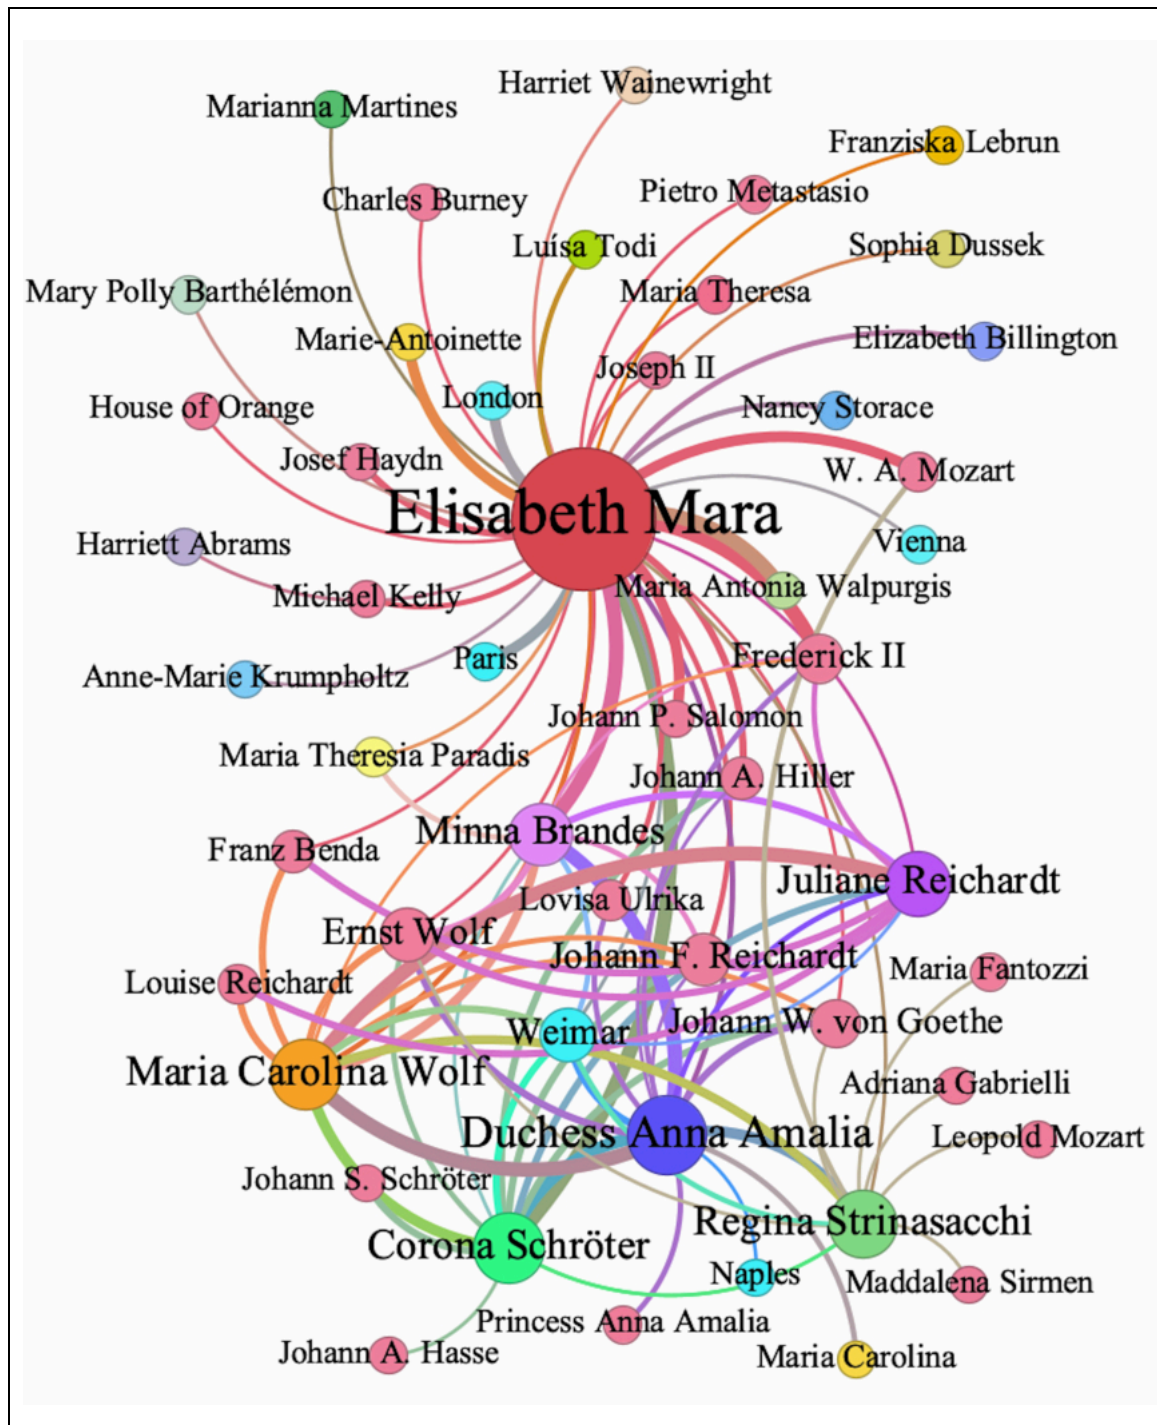 Harriet Wainewright
Marianna Martines
Franziska Lebrun
Pietro Metastasio
Charles Burney
Luísa Todi
Sophia Dussek
Mary Polly Barthélémon
Maria Theresa
Marie-Antoinette
Elizabeth Billington
Joseph II
London
House of Orange
Nancy Storace
Josef Haydn
W. A. Mozart
Elisabeth Mara
Harriett Abrams
Vienna
Maria Antonia Walpurgis
Michael Kelly
Paris
Frederick II
Anne-Marie Krumpholtz
Johann P. Salomon
Maria Theresia Paradis
Johann A. Hiller
Minna Brandes
Franz Benda
Juliane Reichardt
Lovisa Ulrika
Ernst Wolf
Johann F. Reichardt
Maria Fantozzi
Louise Reichardt
Johann W. von Goethe
Weimar
Maria Carolina Wolf
Adriana Gabrielli
Duchess Anna Amalia
Leopold Mozart
Johann S. Schröter
Regina Strinasacchi
Corona Schröter
Naples
Maddalena Sirmen
Princess Anna Amalia
Johann A. Hasse
Maria Carolina